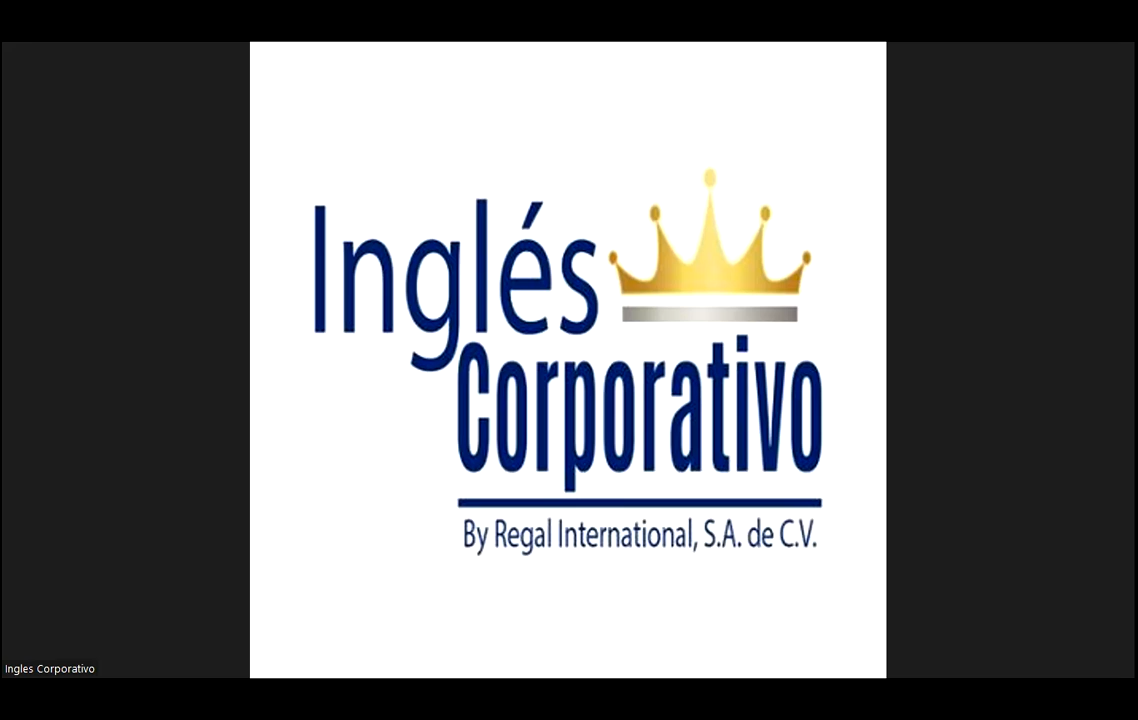 Inglés
Corporativo
By Regal International, S.A. de C.V.
Ingles Corporativo